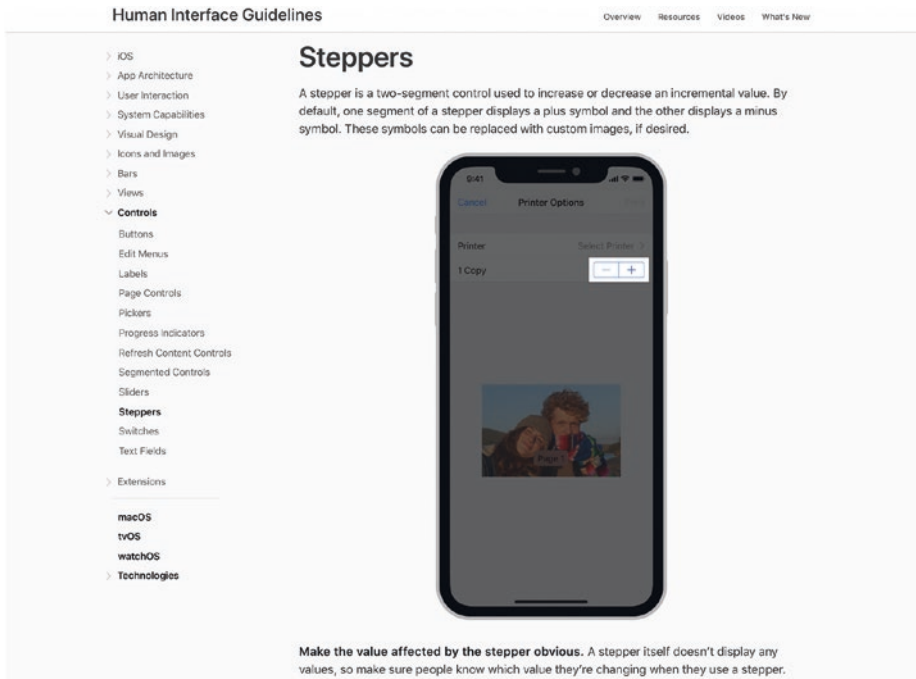 Human Interface Guidelines
Overview Resources Videos What's New
iOS
App Architecture
User Interaction
System Capabilities
Visual Design
Icons and Images
Bars
Views
Controls
Buttons
Edit Menus
Labels
Page Controls
Pickers
Progress Indicators
Refresh Content Controls
Segmented Controls
Sliders
Steppers
Switches
Text Fields
Extensions
macOS
tvOS
watchOS
Technologies
Steppers
A stepper is a two-segment control used to increase or decrease an incremental value. By
default, one segment of a stepper displays a plus symbol and the other displays a minus
symbol. These symbols can be replaced with custom images, if desired.
9:41
Cancel Printer Options
Printer Select Printer
1 Copy − +
Page 1
Make the value affected by the stepper obvious. A stepper itself doesn't display any
values, so make sure people know which value they're changing when they use a stepper.